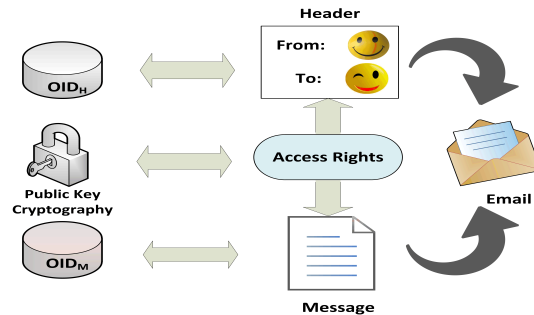 Header
From:
To:
OIDH
Access Rights
Public Key
Cryptography
Email
OIDM
Message